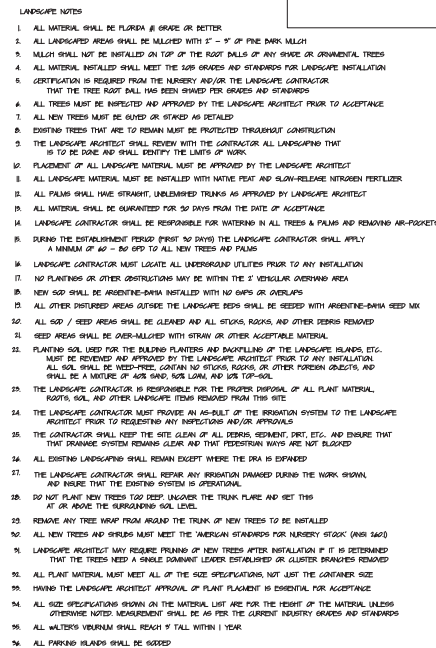 LANDSCAPE NOTES
1. ALL MATERIAL SHALL BE FLORIDA #1 GRADE OR BETTER
2. ALL LANDSCAPED AREAS SHALL BE MULCHED WITH 2" - 3" OF PINE BARK MULCH
3. MULCH SHALL NOT BE INSTALLED ON TOP OF THE ROOT BALLS OF ANY SHADE OR ORNAMENTAL TREES
4. ALL MATERIAL INSTALLED SHALL MEET THE 2015 GRADES AND STANDARDS FOR LANDSCAPE INSTALLATION
5. CERTIFICATION IS REQUIRED FROM THE NURSERY AND/OR THE LANDSCAPE CONTRACTOR
THAT THE TREE ROOT BALL HAS BEEN SHAVED PER GRADES AND STANDARDS
6. ALL TREES MUST BE INSPECTED AND APPROVED BY THE LANDSCAPE ARCHITECT PRIOR TO ACCEPTANCE
7. ALL NEW TREES MUST BE GUYED OR STAKED AS DETAILED
8. EXISTING TREES THAT ARE TO REMAIN MUST BE PROTECTED THROUGHOUT CONSTRUCTION
9. THE LANDSCAPE ARCHITECT SHALL REVIEW WITH THE CONTRACTOR ALL LANDSCAPING THAT
IS TO BE DONE AND SHALL IDENTIFY THE LIMITS OF WORK
10. PLACEMENT OF ALL LANDSCAPE MATERIAL MUST BE APPROVED BY THE LANDSCAPE ARCHITECT
11. ALL LANDSCAPE MATERIAL MUST BE INSTALLED WITH NATIVE PEAT AND SLOW-RELEASE NITROGEN FERTILIZER
12. ALL PALMS SHALL HAVE STRAIGHT, UNBLEMISHED TRUNKS AS APPROVED BY LANDSCAPE ARCHITECT
13. ALL MATERIAL SHALL BE GUARANTEED FOR 90 DAYS FROM THE DATE OF ACCEPTANCE
14. LANDSCAPE CONTRACTOR SHALL BE RESPONSIBLE FOR WATERING IN ALL TREES & PALMS AND REMOVING AIR-POCKETS
15. DURING THE ESTABLISHMENT PERIOD (FIRST 90 DAYS) THE LANDSCAPE CONTRACTOR SHALL APPLY
A MINIMUM OF 60 - 80 GPD TO ALL NEW TREES AND PALMS
16. LANDSCAPE CONTRACTOR MUST LOCATE ALL UNDERGROUND UTILITIES PRIOR TO ANY INSTALLATION
17. NO PLANTINGS OR OTHER OBSTRUCTIONS MAY BE WITHIN THE 2' VEHICULAR OVERHANG AREA
18. NEW SOD SHALL BE ARGENTINE-BAHIA INSTALLED WITH NO GAPS OR OVERLAPS
19. ALL OTHER DISTURBED AREAS OUTSIDE THE LANDSCAPE BEDS SHALL BE SEEDED WITH ARGENTINE-BAHIA SEED MIX
20. ALL SOD / SEED AREAS SHALL BE CLEANED AND ALL STICKS, ROCKS, AND OTHER DEBRIS REMOVED
21. SEED AREAS SHALL BE OVER-MULCHED WITH STRAW OR OTHER ACCEPTABLE MATERIAL
22. PLANTING SOIL USED FOR THE BUILDING PLANTERS AND BACKFILLING OF THE LANDSCAPE ISLANDS, ETC.
MUST BE REVIEWED AND APPROVED BY THE LANDSCAPE ARCHITECT PRIOR TO ANY INSTALLATION.
ALL SOIL SHALL BE WEED-FREE, CONTAIN NO STICKS, ROCKS, OR OTHER FOREIGN OBJECTS, AND
SHALL BE A MIXTURE OF 40% SAND, 50% LOAM, AND 10% TOP-SOIL
23. THE LANDSCAPE CONTRACTOR IS RESPONSIBLE FOR THE PROPER DISPOSAL OF ALL PLANT MATERIAL,
ROOTS, SOIL, AND OTHER LANDSCAPE ITEMS REMOVED FROM THIS SITE
24. THE LANDSCAPE CONTRACTOR MUST PROVIDE AN AS-BUILT OF THE IRRIGATION SYSTEM TO THE LANDSCAPE
ARCHITECT PRIOR TO REQUESTING ANY INSPECTIONS AND/OR APPROVALS
25. THE CONTRACTOR SHALL KEEP THE SITE CLEAN OF ALL DEBRIS, SEDIMENT, DIRT, ETC. AND ENSURE THAT
THAT DRAINAGE SYSTEM REMAINS CLEAR AND THAT PEDESTRIAN WAYS ARE NOT BLOCKED
26. ALL EXISTING LANDSCAPING SHALL REMAIN EXCEPT WHERE THE DRA IS EXPANDED
27. THE LANDSCAPE CONTRACTOR SHALL REPAIR ANY IRRIGATION DAMAGED DURING THE WORK SHOWN,
AND INSURE THAT THE EXISTING SYSTEM IS OPERATIONAL
28. DO NOT PLANT NEW TREES TOO DEEP. UNCOVER THE TRUNK FLARE AND SET THIS
AT OR ABOVE THE SURROUNDING SOIL LEVEL
29. REMOVE ANY TREE WRAP FROM AROUND THE TRUNK OF NEW TREES TO BE INSTALLED
30. ALL NEW TREES AND SHRUBS MUST MEET THE 'AMERICAN STANDARDS FOR NURSERY STOCK' (ANSI Z60.1)
31. LANDSCAPE ARCHITECT MAY REQUIRE PRUNING OF NEW TREES AFTER INSTALLATION IF IT IS DETERMINED
THAT THE TREES NEED A SINGLE DOMINANT LEADER ESTABLISHED OR CLUSTER BRANCHES REMOVED
32. ALL PLANT MATERIAL MUST MEET ALL OF THE SIZE SPECIFICATIONS, NOT JUST THE CONTAINER SIZE
33. HAVING THE LANDSCAPE ARCHITECT APPROVAL OF PLANT PLACMENT IS ESSENTIAL FOR ACCEPTANCE
34. ALL SIZE SPECIFICATIONS SHOWN ON THE MATERIAL LIST ARE FOR THE HEIGHT OF THE MATERIAL UNLESS
OTHERWISE NOTED. MEASUREMENT SHALL BE AS PER THE CURRENT INDUSTRY GRADES AND STANDARDS
35. ALL WALTER'S VIBURNUM SHALL REACH 3' TALL WITHIN 1 YEAR
36. ALL PARKING ISLANDS SHALL BE SODDED